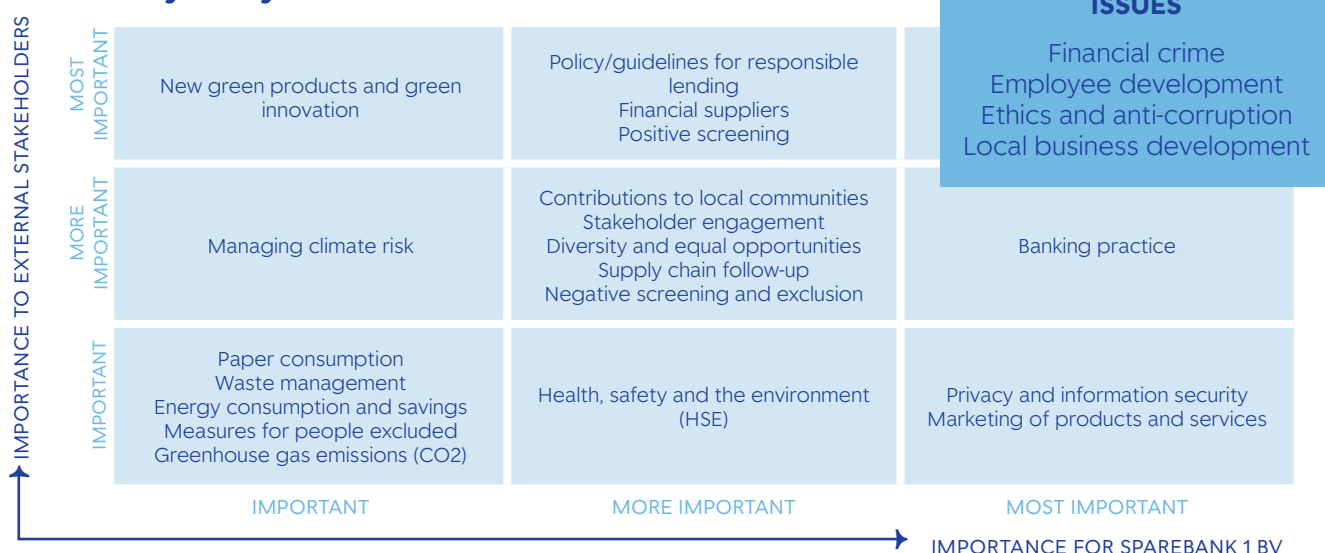 ISSUES
Financial crime
Employee development
Ethics and anti-corruption
Local business development
IMPORTANCE TO EXTERNAL STAKEHOLDERS
MOST
IMPORTANT
New green products and green
innovation
Policy/guidelines for responsible
lending
Financial suppliers
Positive screening
MORE
IMPORTANT
Managing climate risk
Contributions to local communities
Stakeholder engagement
Diversity and equal opportunities
Supply chain follow-up
Negative screening and exclusion
Banking practice
IMPORTANT
Paper consumption
Waste management
Energy consumption and savings
Measures for people excluded
Greenhouse gas emissions (CO2)
Health, safety and the environment
(HSE)
Privacy and information security
Marketing of products and services
IMPORTANT
MORE IMPORTANT
MOST IMPORTANT
IMPORTANCE FOR SPAREBANK 1 BV